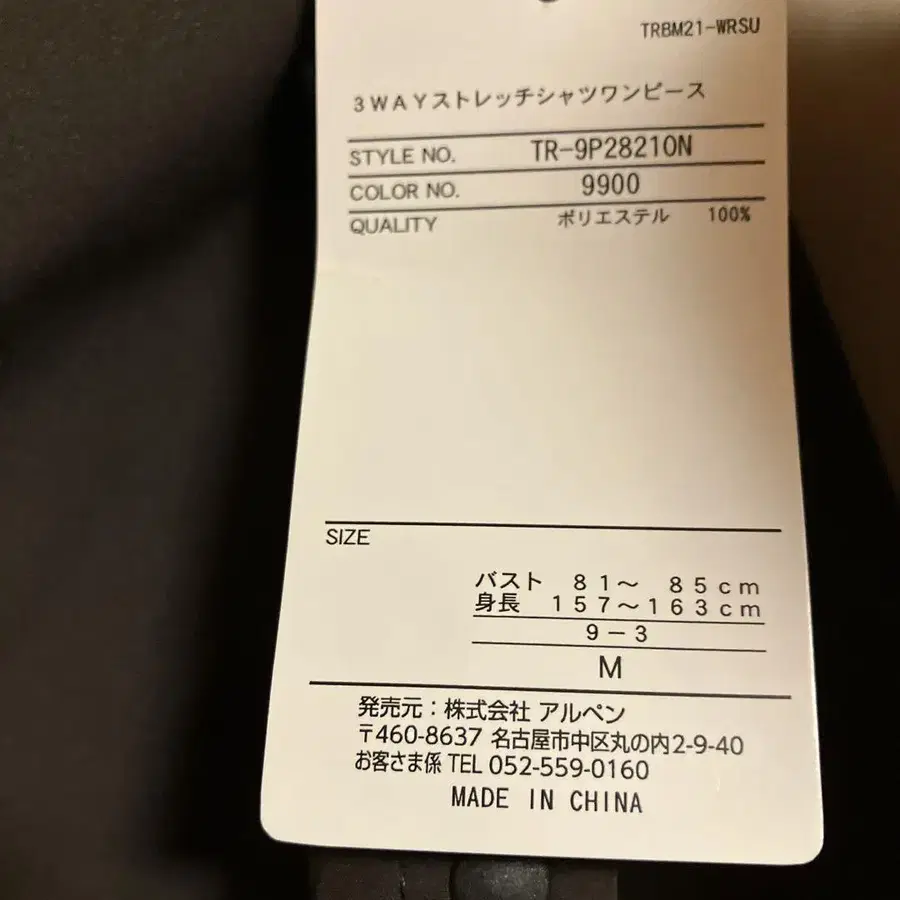 TRBM21-WRSU
3WAYストレッチシャツワンピース
STYLE NO. TR-9P28210N
COLOR NO. 9900
QUALITY ポリエステル 100%
SIZE
バスト 81〜 85cm
身長 157〜163cm
9-3
M
発売元：株式会社 アルペン
〒460-8637 名古屋市中区丸の内2-9-40
お客さま係 TEL 052-559-0160
MADE IN CHINA